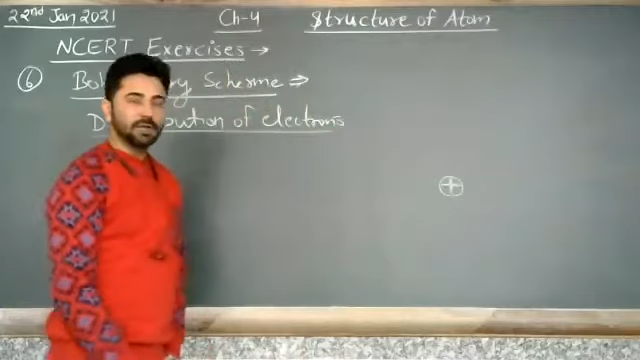 22nd Jan 2021 Ch-4 Structure of Atom
NCERT Exercises →
⑥ Scheme ⇒
of electrons
+